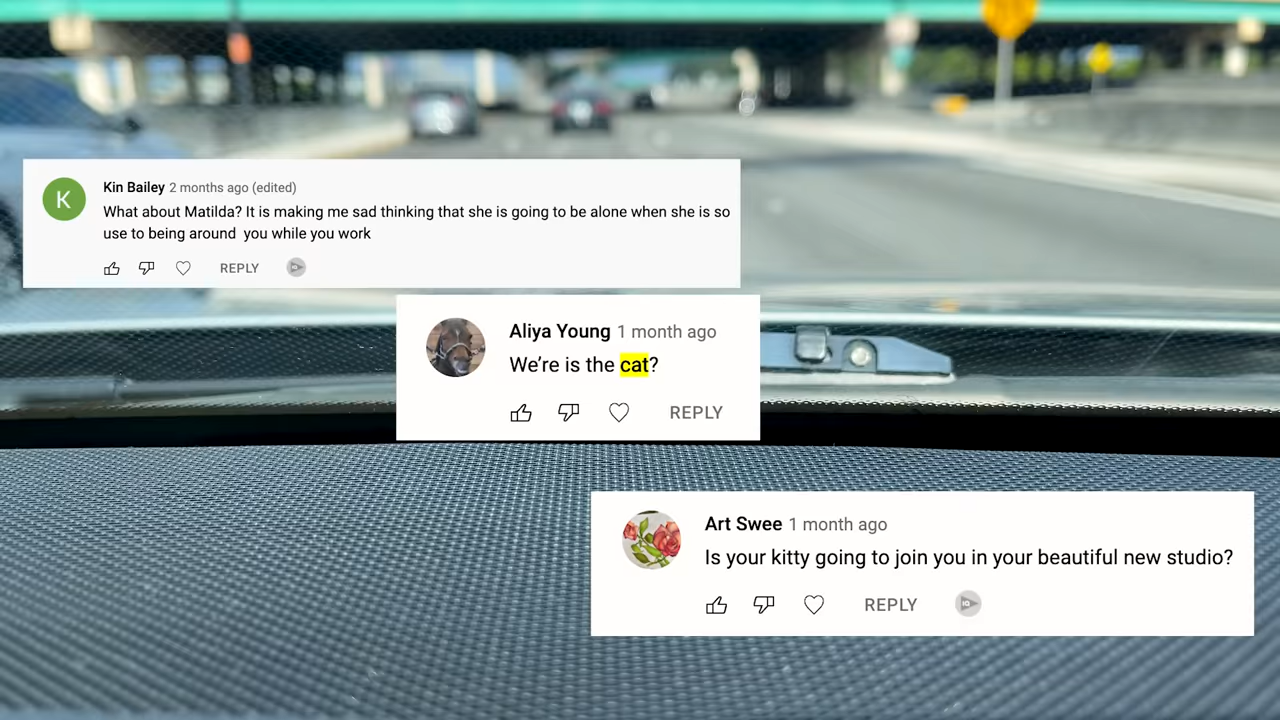 K
Kin Bailey 2 months ago (edited)
What about Matilda? It is making me sad thinking that she is going to be alone when she is so
use to being around  you while you work
REPLY
Aliya Young 1 month ago
We’re is the cat?
REPLY
Art Swee 1 month ago
Is your kitty going to join you in your beautiful new studio?
REPLY